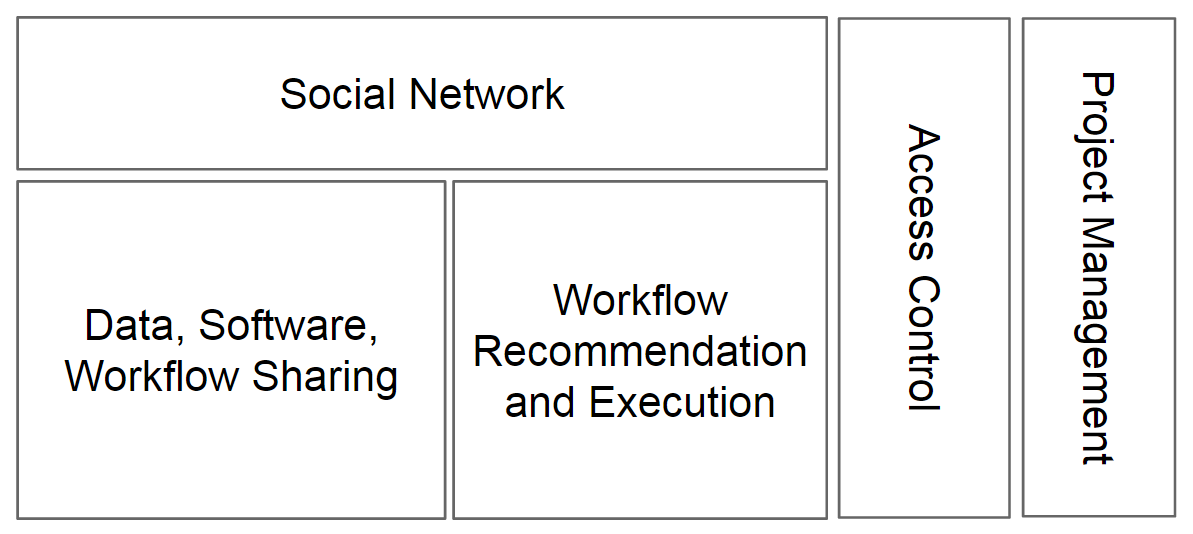 Social Network
Data, Software,
Workflow Sharing
Workflow
Recommendation
and Execution
Access Control
Project Management